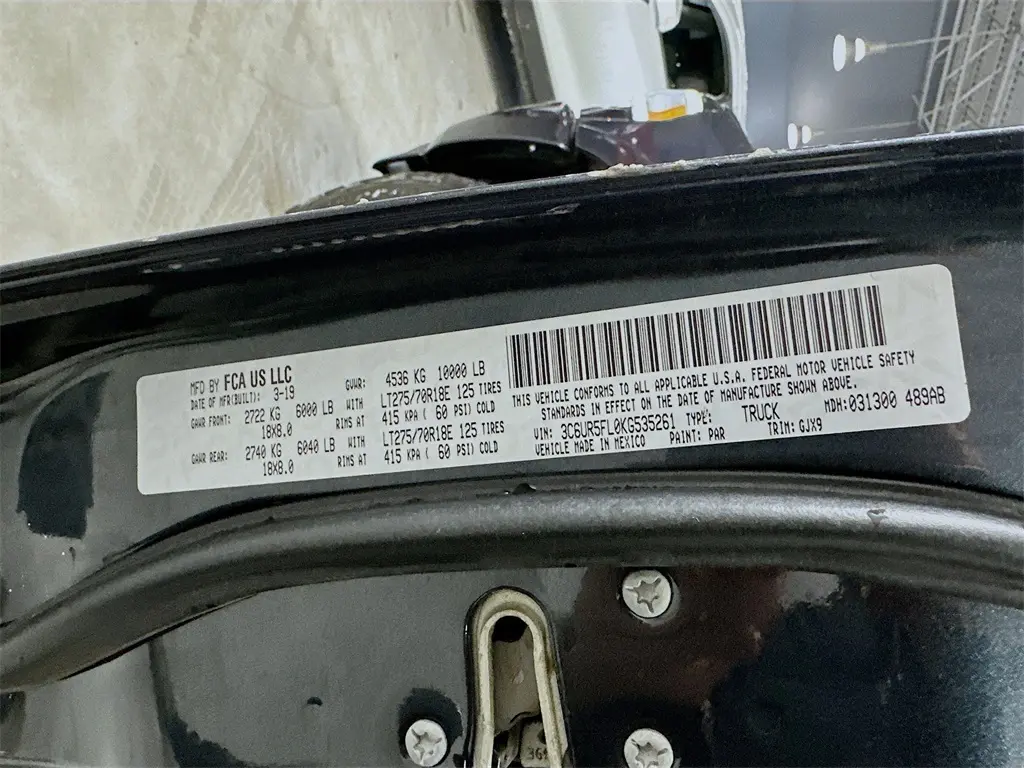 MFD BY FCA US LLC
DATE OF MFR(BUILT): 3-19
GVWR: 4536 KG 10000 LB
GAWR FRONT: 2722 KG 6000 LB WITH LT275/70R18E 125 TIRES
18X8.0 RIMS AT 415 KPA ( 60 PSI) COLD
GAWR REAR: 2740 KG 6040 LB WITH LT275/70R18E 125 TIRES
18X8.0 RIMS AT 415 KPA ( 60 PSI) COLD
THIS VEHICLE CONFORMS TO ALL APPLICABLE U.S.A. FEDERAL MOTOR VEHICLE SAFETY
STANDARDS IN EFFECT ON THE DATE OF MANUFACTURE SHOWN ABOVE.
VIN: 3C6UR5FL0KG535261 TYPE: TRUCK MDH:031300 489AB
VEHICLE MADE IN MEXICO PAINT: PAR TRIM: GJX9